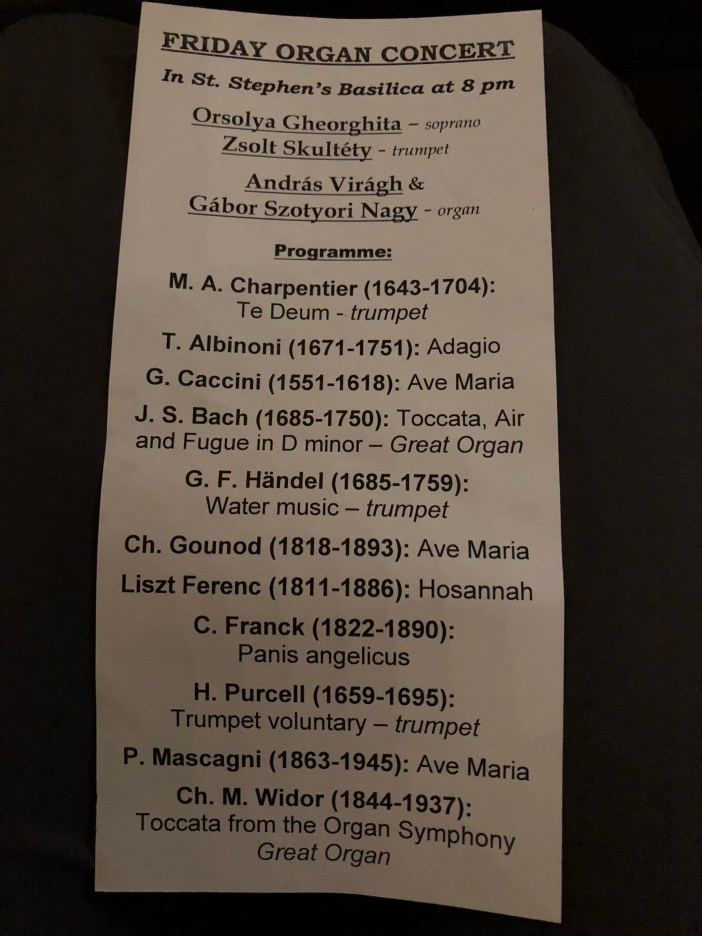 FRIDAY ORGAN CONCERT
In St. Stephen's Basilica at 8 pm
Orsolya Gheorghita – soprano
Zsolt Skultéty - trumpet
András Virágh &
Gábor Szotyori Nagy - organ
Programme:
M. A. Charpentier (1643-1704):
Te Deum - trumpet
T. Albinoni (1671-1751): Adagio
G. Caccini (1551-1618): Ave Maria
J. S. Bach (1685-1750): Toccata, Air
and Fugue in D minor – Great Organ
G. F. Händel (1685-1759):
Water music – trumpet
Ch. Gounod (1818-1893): Ave Maria
Liszt Ferenc (1811-1886): Hosannah
C. Franck (1822-1890):
Panis angelicus
H. Purcell (1659-1695):
Trumpet voluntary – trumpet
P. Mascagni (1863-1945): Ave Maria
Ch. M. Widor (1844-1937):
Toccata from the Organ Symphony
Great Organ